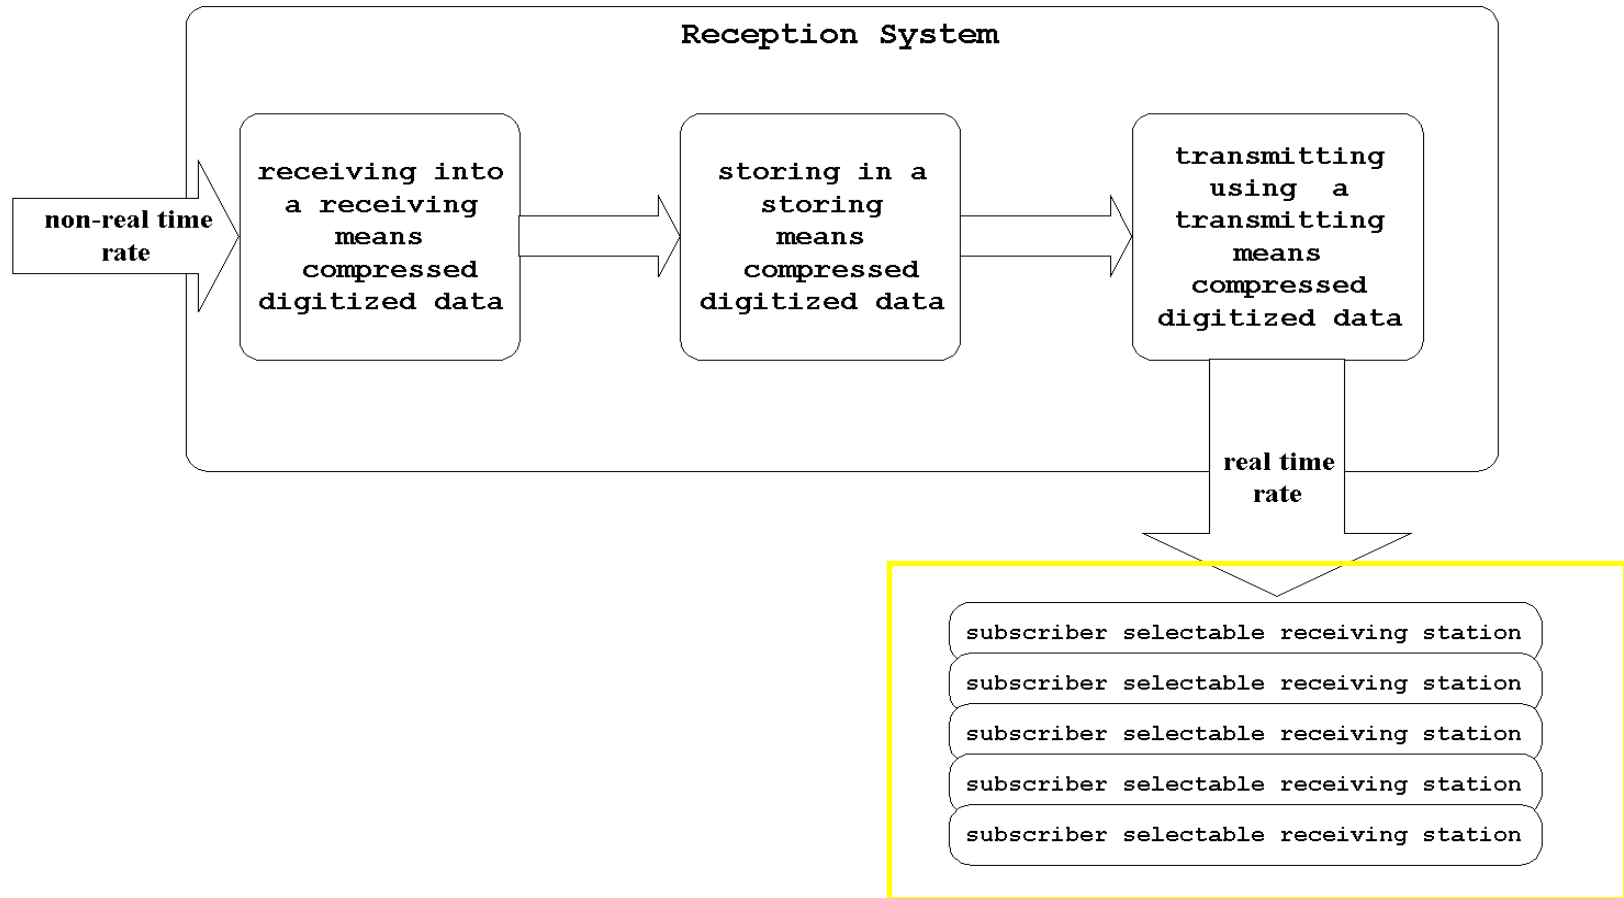 Reception System
non-real time
rate
receiving into
a receiving
means
compressed
digitized data
storing in a
storing
means
compressed
digitized data
transmitting
using a
transmitting
means
compressed
digitized data
real time
rate
subscriber selectable receiving station
subscriber selectable receiving station
subscriber selectable receiving station
subscriber selectable receiving station
subscriber selectable receiving station